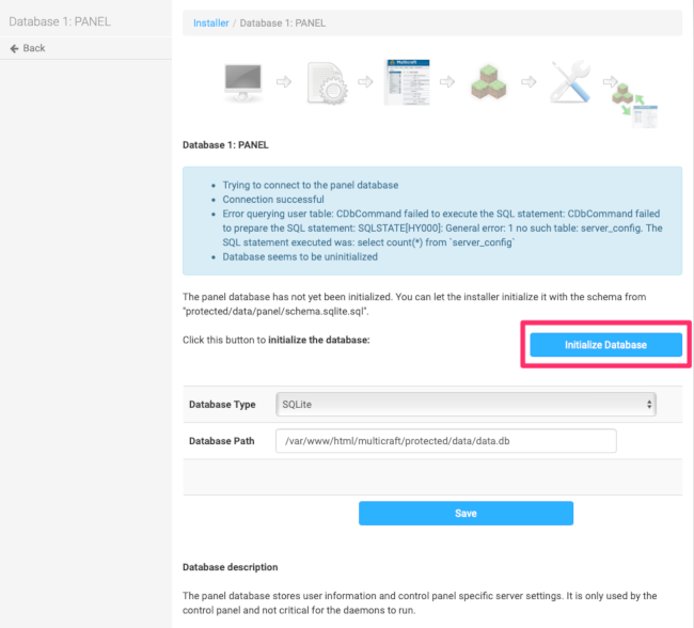 Database 1: PANEL
Back
Installer / Database 1: PANEL
Multicraft
Database 1: PANEL
Trying to connect to the panel database
Connection successful
Error querying user table: CDbCommand failed to execute the SQL statement: CDbCommand failed
to prepare the SQL statement: SQLSTATE[HY000]: General error: 1 no such table: server_config. The
SQL statement executed was: select count(*) from `server_config`
Database seems to be uninitialized
The panel database has not yet been initialized. You can let the installer initialize it with the schema from
"protected/data/panel/schema.sqlite.sql".
Click this button to initialize the database:
Initialize Database
Database Type
SQLite
Database Path
/var/www/html/multicraft/protected/data/data.db
Save
Database description
The panel database stores user information and control panel specific server settings. It is only used by the
control panel and not critical for the daemons to run.